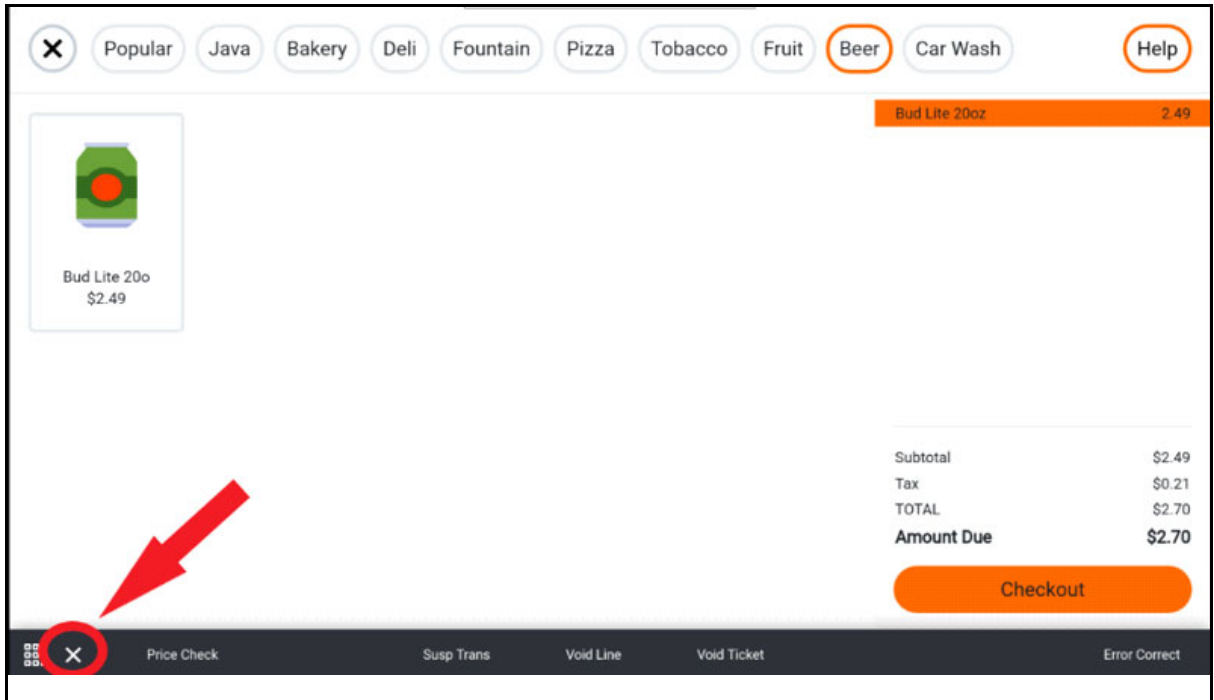 Popular Java Bakery Deli Fountain Pizza Tobacco Fruit Beer Car Wash Help
Bud Lite 20o
$2.49
Bud Lite 20oz 2.49
Subtotal $2.49
Tax $0.21
TOTAL $2.70
Amount Due $2.70
Checkout
Price Check Susp Trans Void Line Void Ticket Error Correct